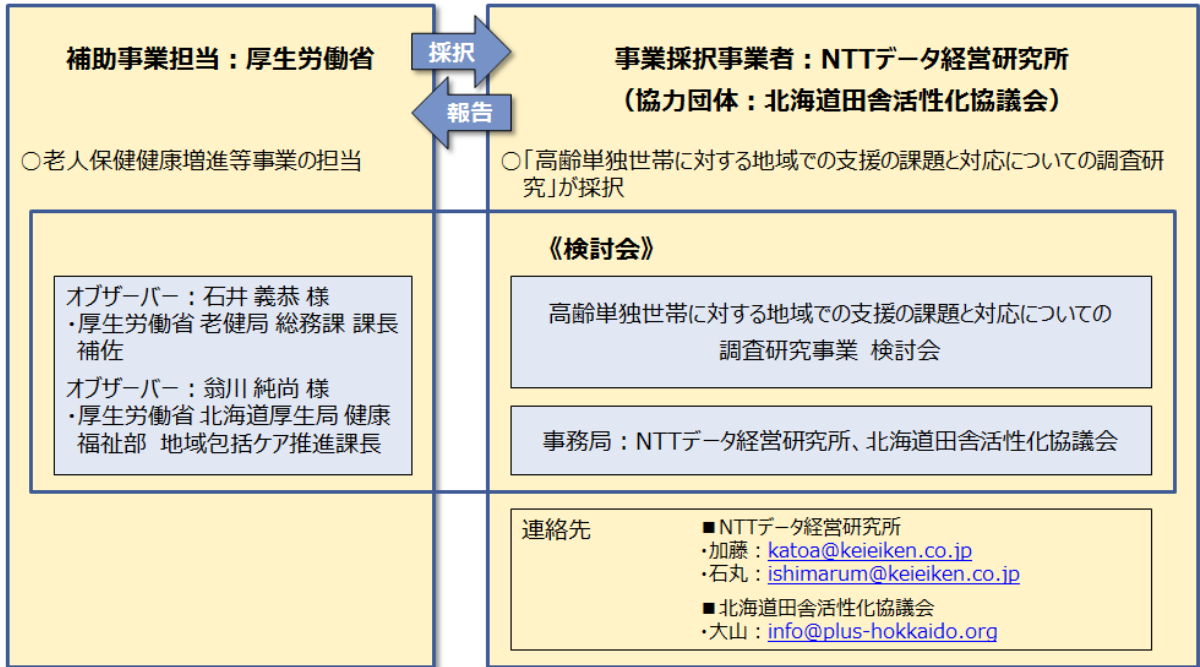 補助事業担当：厚生労働省
採択
報告
事業採択事業者：NTTデータ経営研究所
（協力団体：北海道田舎活性化協議会）
○老人保健健康増進等事業の担当
○「高齢単独世帯に対する地域での支援の課題と対応についての調査研
究」が採択
《検討会》
オブザーバー：石井 義恭 様
・厚生労働省 老健局 総務課 課長
補佐
オブザーバー：翁川 純尚 様
・厚生労働省 北海道厚生局 健康
福祉部 地域包括ケア推進課長
高齢単独世帯に対する地域での支援の課題と対応についての
調査研究事業 検討会
事務局：NTTデータ経営研究所、北海道田舎活性化協議会
連絡先
■NTTデータ経営研究所
・加藤：katoa@keieiken.co.jp
・石丸：ishimarum@keieiken.co.jp
■北海道田舎活性化協議会
・大山：info@plus-hokkaido.org